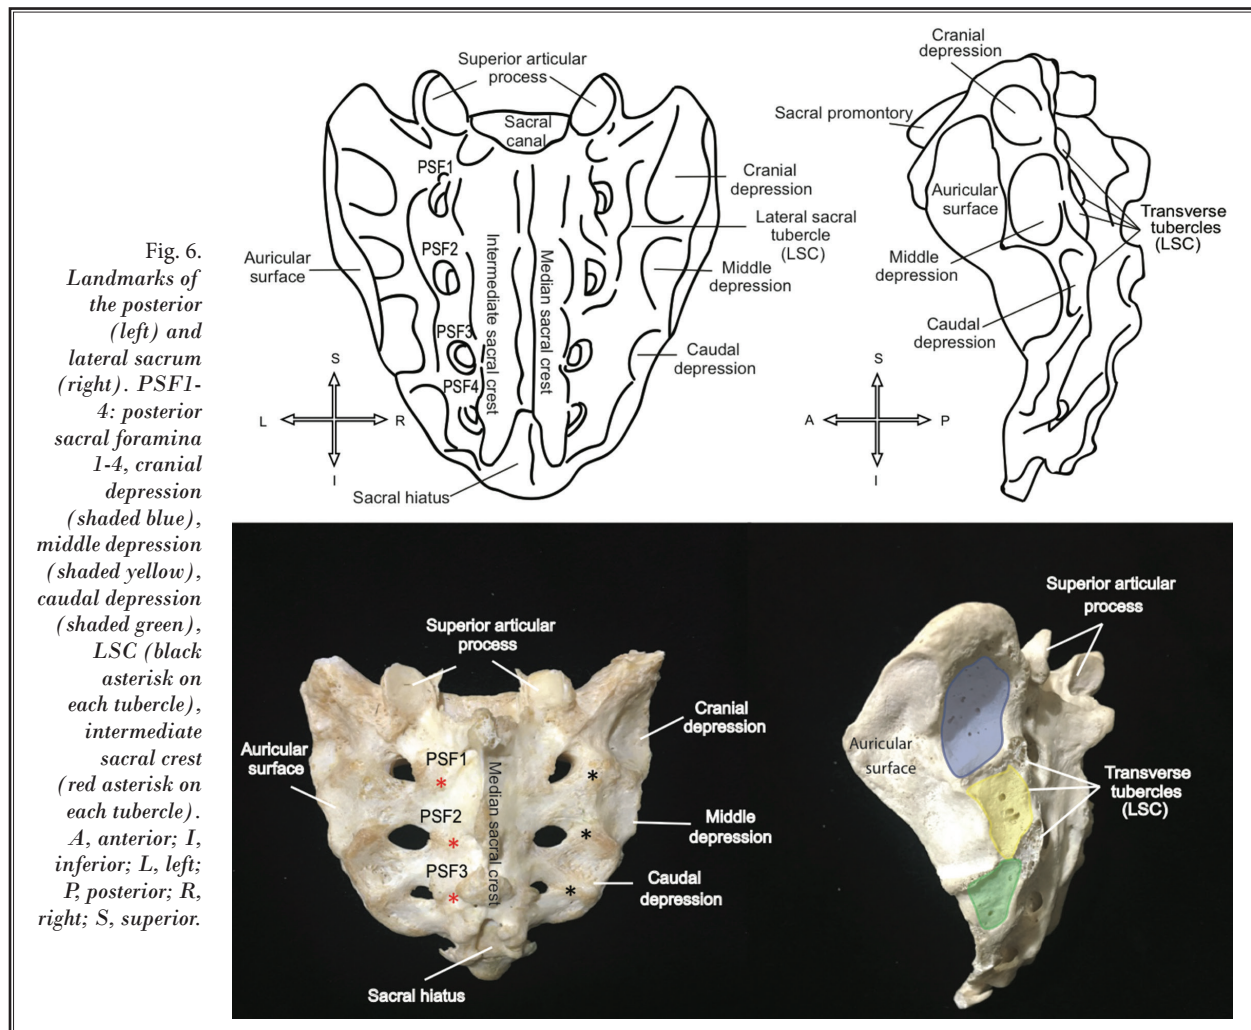 Fig. 6.
Landmarks of
the posterior
(left) and
lateral sacrum
(right). PSF1-
4: posterior
sacral foramina
1-4, cranial
depression
(shaded blue),
middle depression
(shaded yellow),
caudal depression
(shaded green),
LSC (black
asterisk on
each tubercle),
intermediate
sacral crest
(red asterisk on
each tubercle).
A, anterior; I,
inferior; L, left;
P, posterior; R,
right; S, superior.
Superior articular
process
Sacral
canal
PSF1
PSF2
PSF3
PSF4
Auricular
surface
Intermediate sacral crest
Median sacral crest
Cranial
depression
Lateral sacral
tubercle
(LSC)
Middle
depression
Caudal
depression
Sacral hiatus
S
L
R
I
Cranial
depression
Sacral promontory
Auricular
surface
Transverse
tubercles
(LSC)
Middle
depression
Caudal
depression
S
A
P
I
Superior articular
process
Cranial
depression
Auricular
surface
PSF1
*
*
PSF2
*
*
PSF3
*
*
Median sacral crest
Middle
depression
Caudal
depression
Sacral hiatus
Superior articular
process
Auricular
surface
Transverse
tubercles
(LSC)